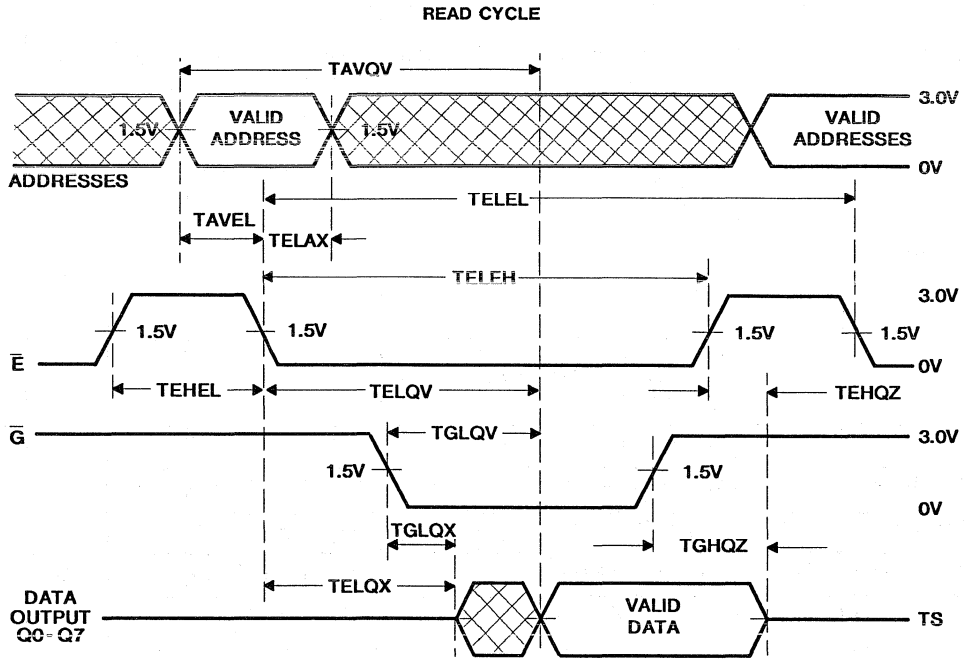 READ CYCLE
TAVQV
3.0V
1.5V
VALID
ADDRESS
1.5V
VALID
ADDRESSES
0V
ADDRESSES
TELEL
TAVEL
TELAX
TELEH
3.0V
1.5V
1.5V
1.5V
1.5V
E̅
0V
TEHEL
TELQV
TEHQZ
G̅
TGLQV
3.0V
1.5V
1.5V
0V
TGLQX
TGHQZ
TELQX
DATA
OUTPUT
Q0-Q7
VALID
DATA
TS